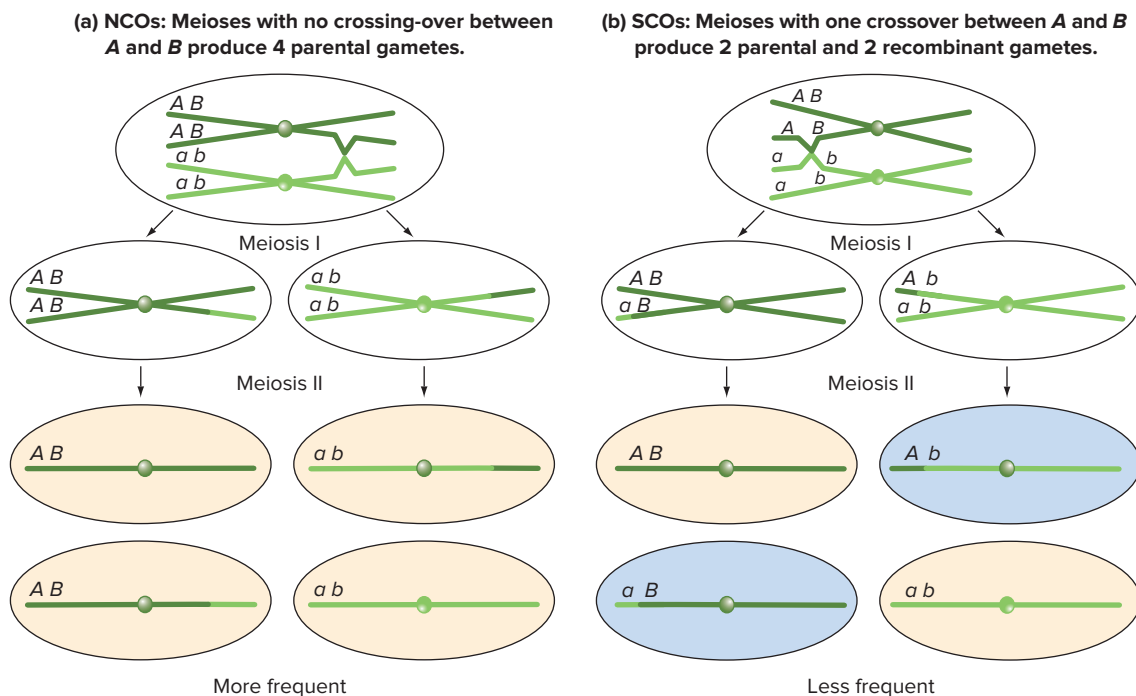 (a) NCOs: Meioses with no crossing-over between
A and B produce 4 parental gametes.
A B
A B
a b
a b
Meiosis I
A B
A B
a b
a b
Meiosis II
A B
a b
A B
a b
More frequent
(b) SCOs: Meioses with one crossover between A and B
produce 2 parental and 2 recombinant gametes.
A B
A B
a b
a b
Meiosis I
A B
a B
A b
a b
Meiosis II
A B
A b
a B
a b
Less frequent